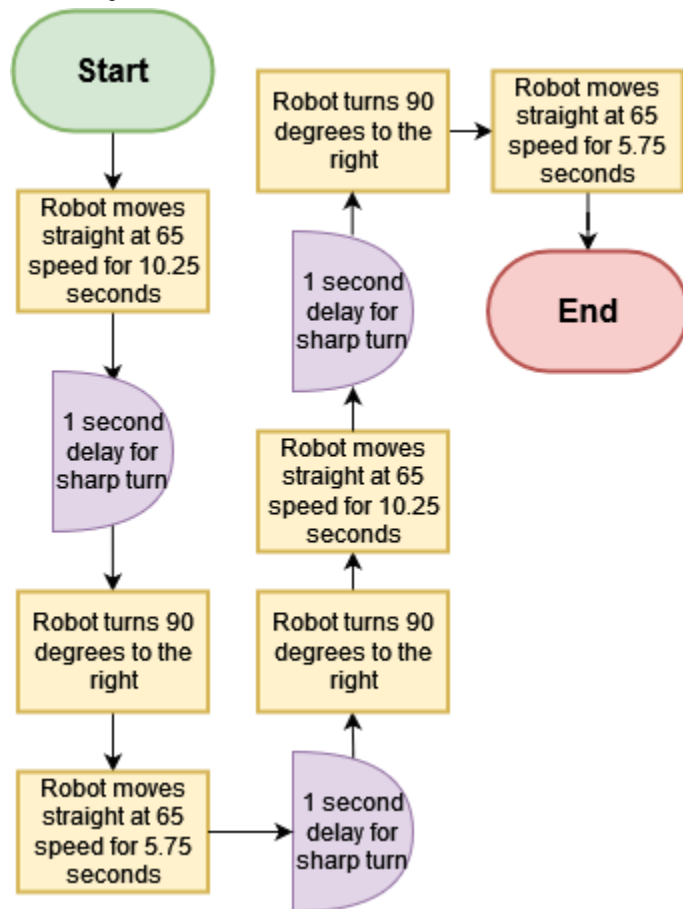 Start
Robot moves
straight at 65
speed for 10.25
seconds
1 second
delay for
sharp turn
Robot turns 90
degrees to the
right
Robot moves
straight at 65
speed for 5.75
seconds
1 second
delay for
sharp turn
Robot turns 90
degrees to the
right
Robot moves
straight at 65
speed for 10.25
seconds
1 second
delay for
sharp turn
Robot turns 90
degrees to the
right
Robot moves
straight at 65
speed for 5.75
seconds
End